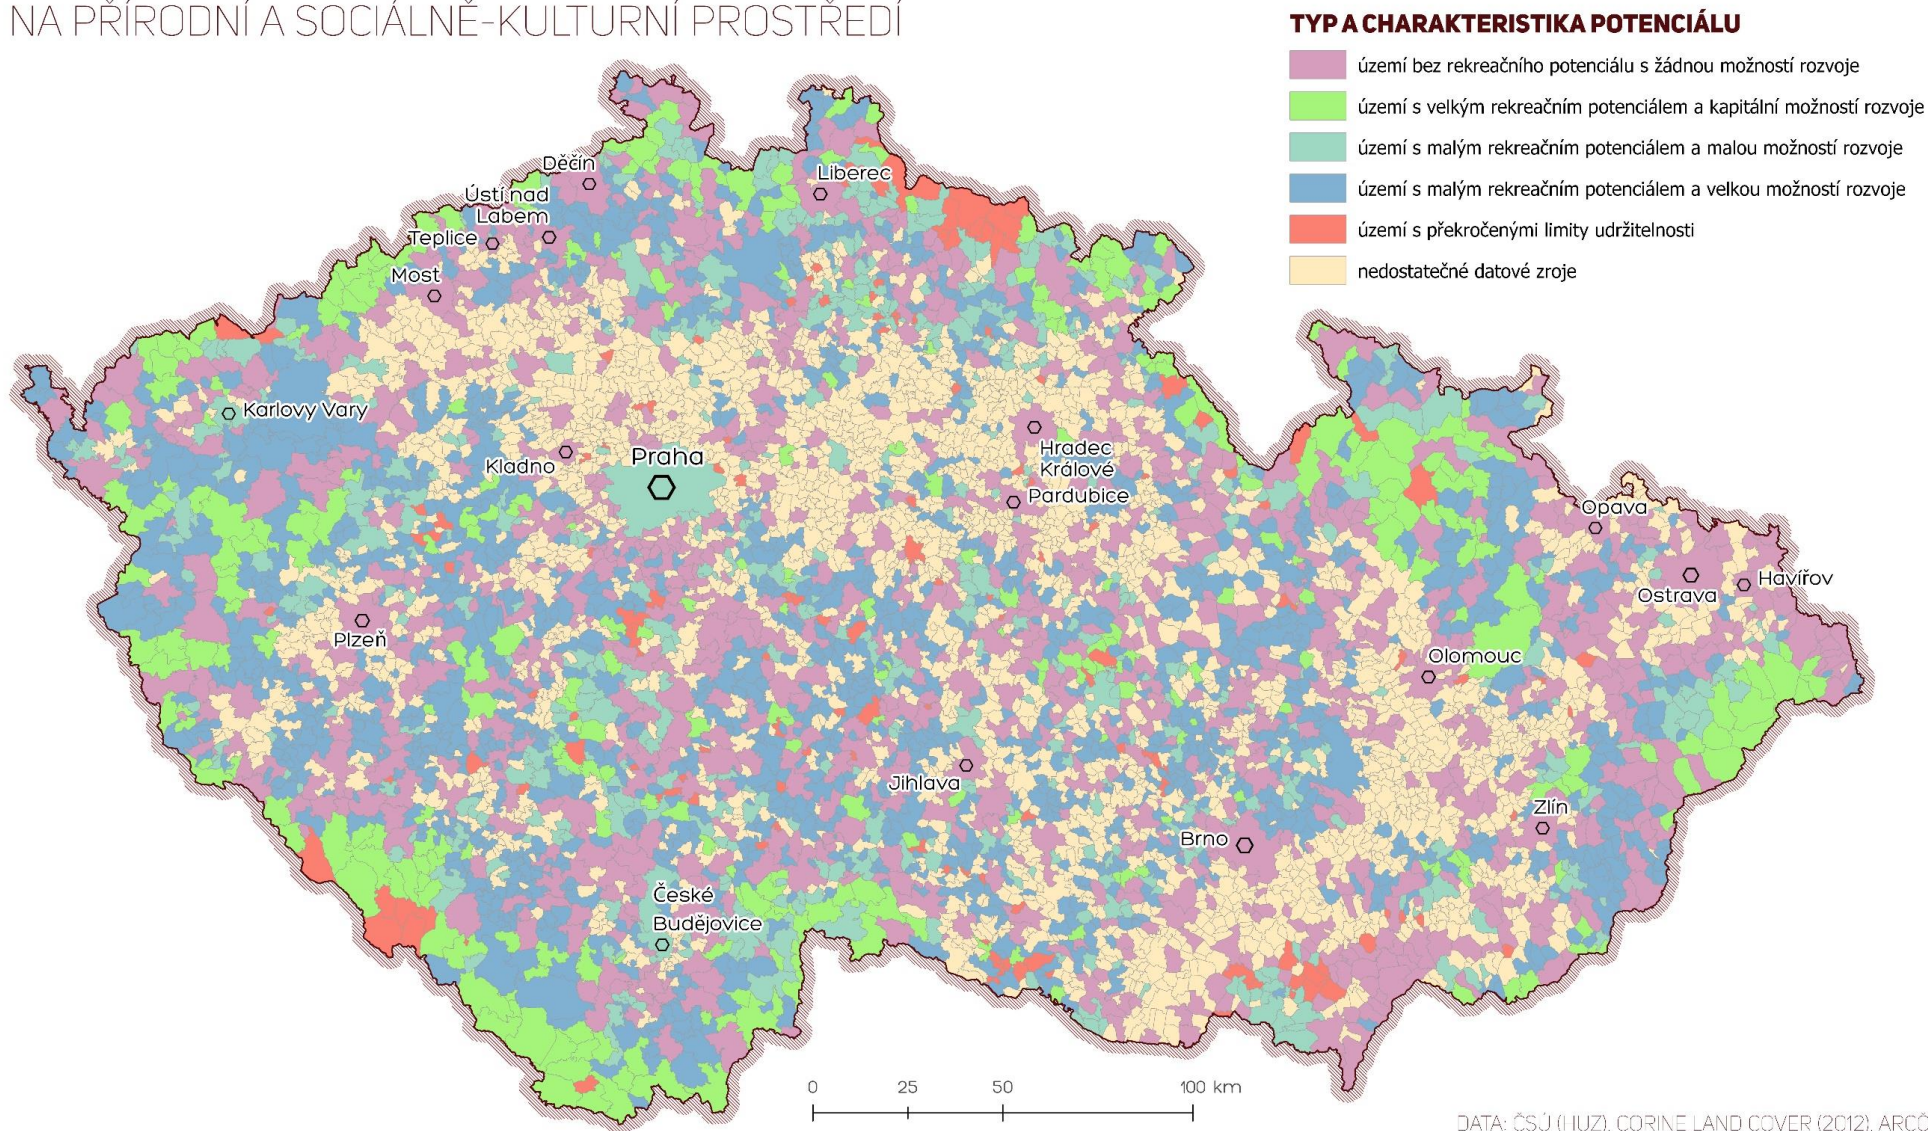 NA PŘÍRODNÍ A SOCIÁLNĚ-KULTURNÍ PROSTŘEDÍ
TYP A CHARAKTERISTIKA POTENCIÁLU
území bez rekreačního potenciálu s žádnou možností rozvoje
území s velkým rekreačním potenciálem a kapitální možností rozvoje
území s malým rekreačním potenciálem a malou možností rozvoje
území s malým rekreačním potenciálem a velkou možností rozvoje
území s překročenými limity udržitelnosti
nedostatečné datové zroje
Děčín
Liberec
Ústí nad
Labem
Teplice
Most
Karlovy Vary
Kladno
Praha
Hradec
Králové
Pardubice
Opava
Ostrava
Havířov
Plzeň
Olomouc
Jihlava
Zlín
Brno
České
Budějovice
0 25 50 100 km
DATA: ČSÚ (HUZ), CORINE LAND COVER (2012), ARCČ